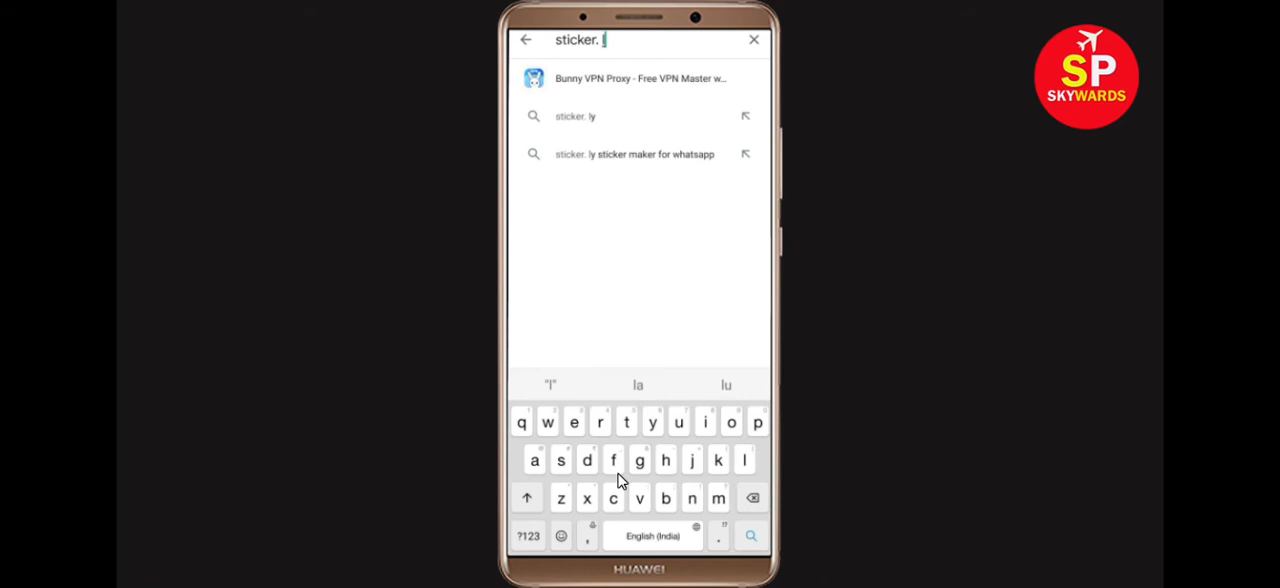 sticker. l
SP
SKYWARDS
Bunny VPN Proxy - Free VPN Master w...
sticker. ly
sticker. ly sticker maker for whatsapp
"l" la lu
q w e r t y u i o p
a s d f g h j k l
z x c v b n m
?123 , English (India) .
HUAWEI